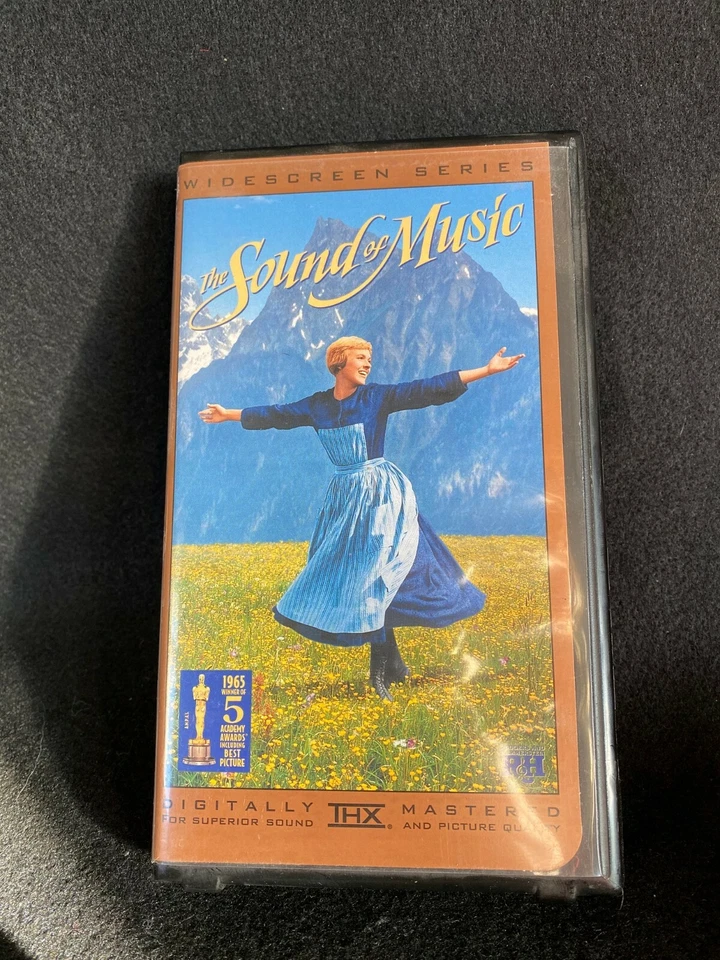 WIDESCREEN SERIES
The Sound of Music
1965
WINNER OF
5
ACADEMY
AWARDS
INCLUDING
BEST
PICTURE
R&H
DIGITALLY THX MASTERED
FOR SUPERIOR SOUND AND PICTURE QUALITY